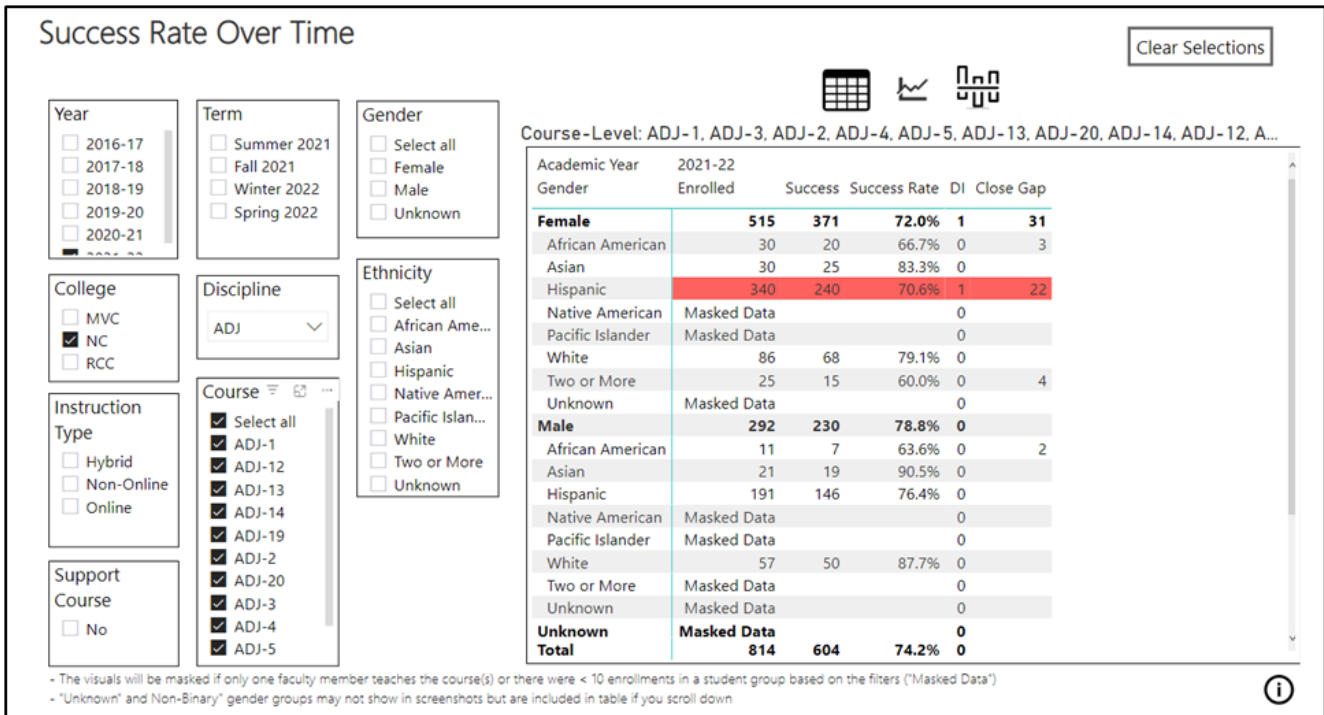 Success Rate Over Time
Clear Selections
Year
2016-17
2017-18
2018-19
2019-20
2020-21
2021-22
Term
Summer 2021
Fall 2021
Winter 2022
Spring 2022
Gender
Select all
Female
Male
Unknown
College
MVC
NC
RCC
Discipline
ADJ
Ethnicity
Select all
African Ame...
Asian
Hispanic
Native Amer...
Pacific Islan...
White
Two or More
Unknown
Instruction
Type
Hybrid
Non-Online
Online
Course
Select all
ADJ-1
ADJ-12
ADJ-13
ADJ-14
ADJ-19
ADJ-2
ADJ-20
ADJ-3
ADJ-4
ADJ-5
Support
Course
No
Course-Level: ADJ-1, ADJ-3, ADJ-2, ADJ-4, ADJ-5, ADJ-13, ADJ-20, ADJ-14, ADJ-12, A...
Academic Year 2021-22
Gender Enrolled Success Success Rate DI Close Gap
Female 515 371 72.0% 1 31
African American 30 20 66.7% 0 3
Asian 30 25 83.3% 0
Hispanic 340 240 70.6% 1 22
Native American Masked Data 0
Pacific Islander Masked Data 0
White 86 68 79.1% 0
Two or More 25 15 60.0% 0 4
Unknown Masked Data 0
Male 292 230 78.8% 0
African American 11 7 63.6% 0 2
Asian 21 19 90.5% 0
Hispanic 191 146 76.4% 0
Native American Masked Data 0
Pacific Islander Masked Data 0
White 57 50 87.7% 0
Two or More Masked Data 0
Unknown Masked Data 0
Unknown Masked Data 0
Total 814 604 74.2% 0
- The visuals will be masked if only one faculty member teaches the course(s) or there were < 10 enrollments in a student group based on the filters ("Masked Data")
- "Unknown" and Non-Binary" gender groups may not show in screenshots but are included in table if you scroll down